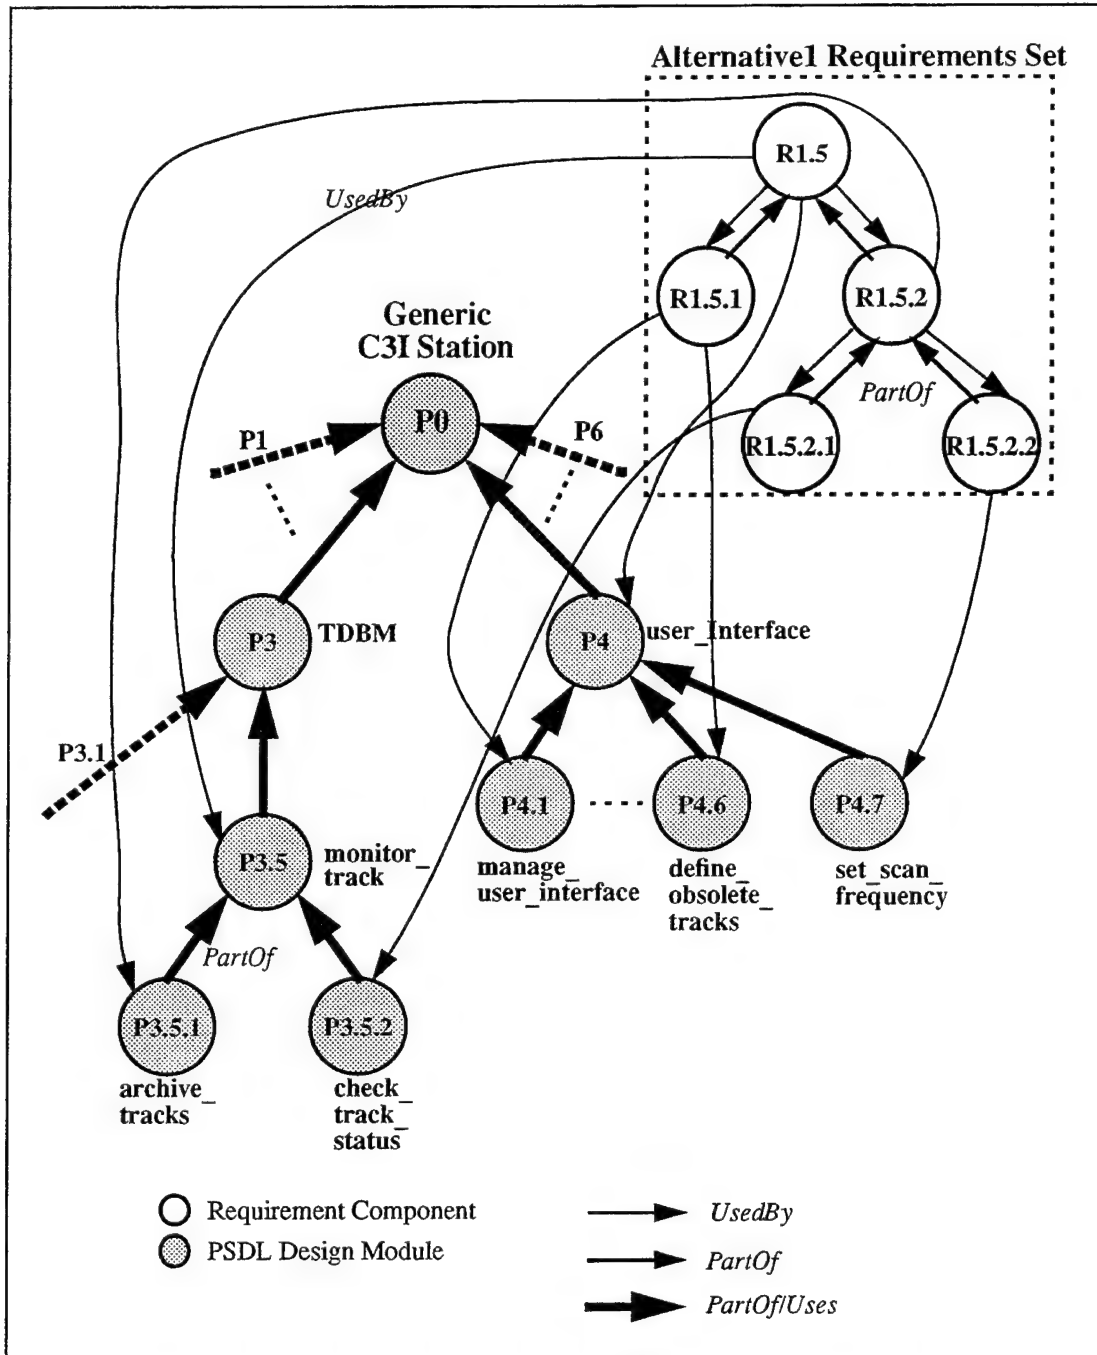 Alternative1 Requirements Set
R1.5
UsedBy
R1.5.1
R1.5.2
Generic
C3I Station
PartOf
P0
P1
P6
R1.5.2.1
R1.5.2.2
P3
TDBM
P4
user_Interface
P3.1
P4.1
P4.6
P4.7
P3.5
monitor_
track
manage_
user_interface
define_
obsolete_
tracks
set_scan_
frequency
PartOf
P3.5.1
P3.5.2
archive_
tracks
check_
track_
status
Requirement Component
PSDL Design Module
UsedBy
PartOf
PartOf/Uses